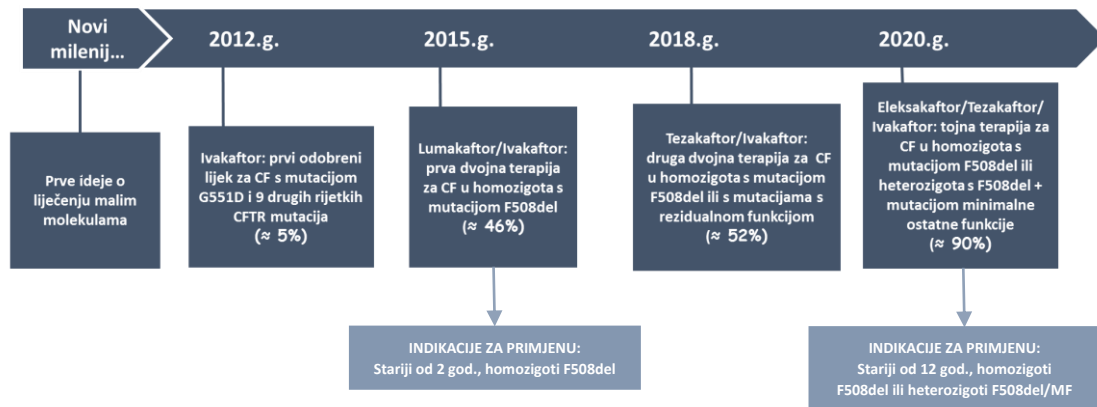 Novi
milenij...
2012.g.
2015.g.
2018.g.
2020.g.
Prve ideje o
liječenju malim
molekulama
Ivakaftor: prvi odobreni
lijek za CF s mutacijom
G551D i 9 drugih rijetkih
CFTR mutacija
(≈ 5%)
Lumakaftor/Ivakaftor:
prva dvojna terapija
za CF u homozigota s
mutacijom F508del
(≈ 46%)
Tezakaftor/Ivakaftor:
druga dvojna terapija za CF
u homozigota s mutacijom
F508del ili s mutacijama s
rezidualnom funkcijom
(≈ 52%)
Eleksakaftor/Tezakaftor/
Ivakaftor: tojna terapija za
CF u homozigota s
mutacijom F508del ili
heterozigota s F508del +
mutacijom minimalne
ostatne funkcije
(≈ 90%)
INDIKACIJE ZA PRIMJENU:
Stariji od 2 god., homozigoti F508del
INDIKACIJE ZA PRIMJENU:
Stariji od 12 god., homozigoti
F508del ili heterozigoti F508del/MF